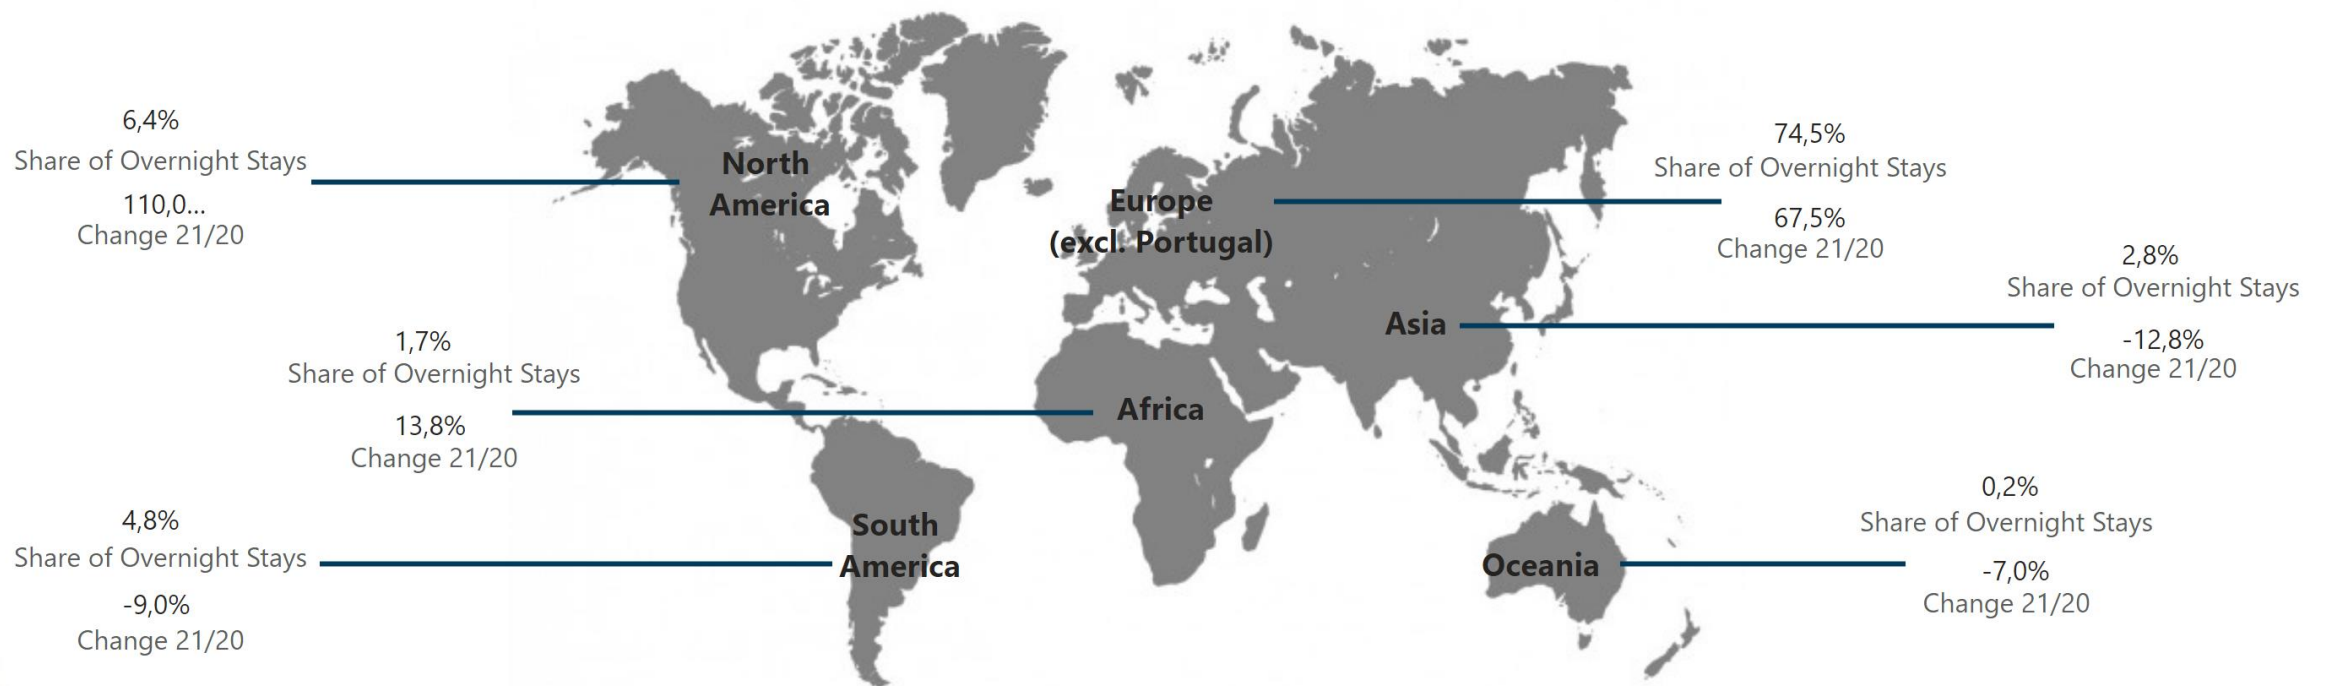 6,4%
Share of Overnight Stays
110,0...
Change 21/20
North
America
74,5%
Share of Overnight Stays
67,5%
Change 21/20
Europe
(excl. Portugal)
2,8%
Share of Overnight Stays
-12,8%
Change 21/20
Asia
1,7%
Share of Overnight Stays
13,8%
Change 21/20
Africa
4,8%
Share of Overnight Stays
-9,0%
Change 21/20
South
America
0,2%
Share of Overnight Stays
-7,0%
Change 21/20
Oceania